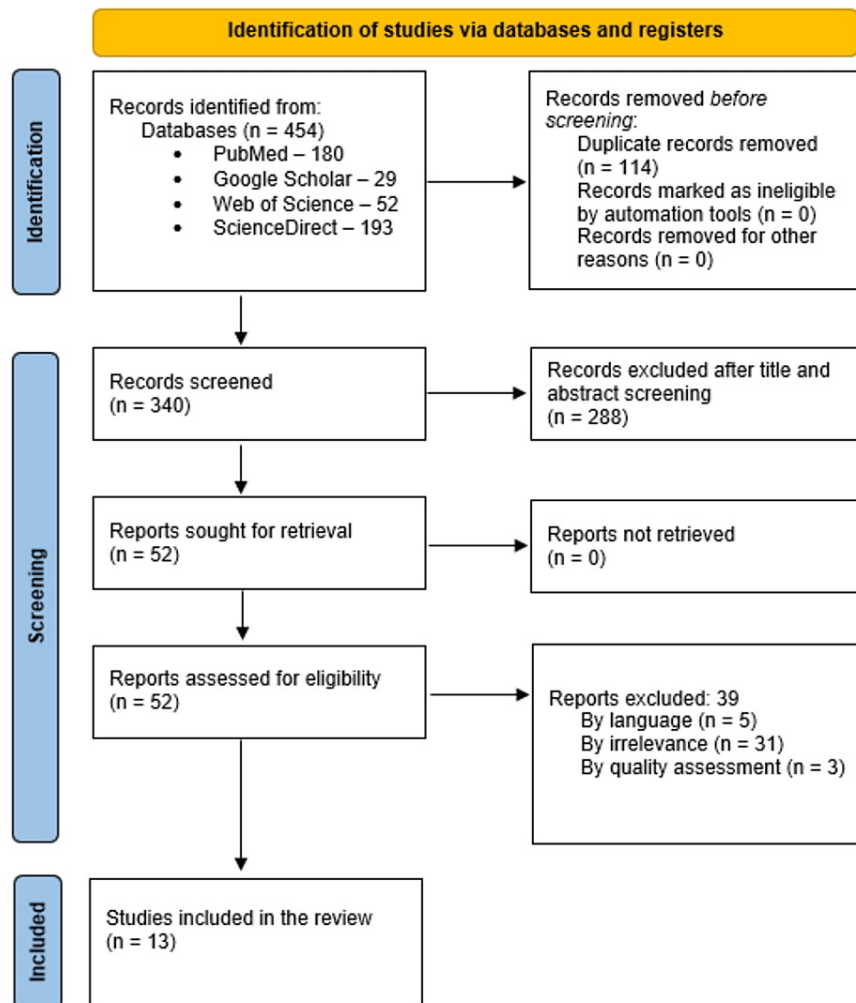 Identification of studies via databases and registers
Identification
Records identified from:
Databases (n = 454)
• PubMed – 180
• Google Scholar – 29
• Web of Science – 52
• ScienceDirect – 193
Records removed before
screening:
Duplicate records removed
(n = 114)
Records marked as ineligible
by automation tools (n = 0)
Records removed for other
reasons (n = 0)
Screening
Records screened
(n = 340)
Records excluded after title and
abstract screening
(n = 288)
Reports sought for retrieval
(n = 52)
Reports not retrieved
(n = 0)
Reports assessed for eligibility
(n = 52)
Reports excluded: 39
By language (n = 5)
By irrelevance (n = 31)
By quality assessment (n = 3)
Included
Studies included in the review
(n = 13)